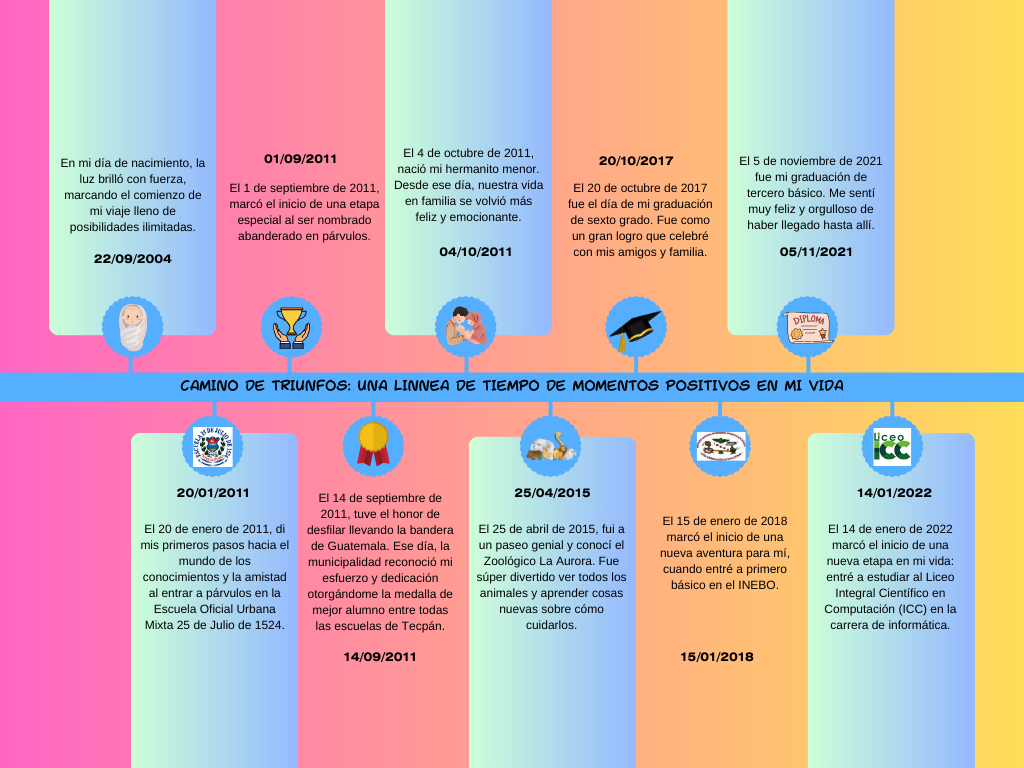 En mi día de nacimiento, la
luz brilló con fuerza,
marcando el comienzo de
mi viaje lleno de
posibilidades ilimitadas.
22/09/2004
01/09/2011
El 1 de septiembre de 2011,
marcó el inicio de una etapa
especial al ser nombrado
abanderado en párvulos.
El 4 de octubre de 2011,
nació mi hermanito menor.
Desde ese día, nuestra vida
en familia se volvió más
feliz y emocionante.
04/10/2011
20/10/2017
El 20 de octubre de 2017
fue el día de mi graduación
de sexto grado. Fue como
un gran logro que celebré
con mis amigos y familia.
El 5 de noviembre de 2021
fue mi graduación de
tercero básico. Me sentí
muy feliz y orgulloso de
haber llegado hasta allí.
05/11/2021
DIPLOMA
CAMINO DE TRIUNFOS: UNA LINNEA DE TIEMPO DE MOMENTOS POSITIVOS EN MI VIDA
20/01/2011
El 20 de enero de 2011, di
mis primeros pasos hacia el
mundo de los
conocimientos y la amistad
al entrar a párvulos en la
Escuela Oficial Urbana
Mixta 25 de Julio de 1524.
El 14 de septiembre de
2011, tuve el honor de
desfilar llevando la bandera
de Guatemala. Ese día, la
municipalidad reconoció mi
esfuerzo y dedicación
otorgándome la medalla de
mejor alumno entre todas
las escuelas de Tecpán.
14/09/2011
25/04/2015
El 25 de abril de 2015, fui a
un paseo genial y conocí el
Zoológico La Aurora. Fue
súper divertido ver todos los
animales y aprender cosas
nuevas sobre cómo
cuidarlos.
El 15 de enero de 2018
marcó el inicio de una
nueva aventura para mí,
cuando entré a primero
básico en el INEBO.
15/01/2018
Liceo
iCC
14/01/2022
El 14 de enero de 2022
marcó el inicio de una
nueva etapa en mi vida:
entré a estudiar al Liceo
Integral Científico en
Computación (ICC) en la
carrera de informática.